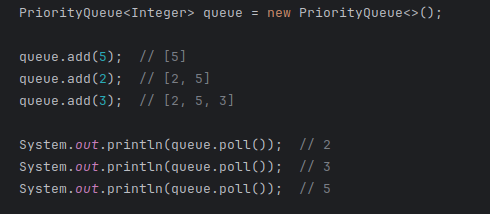 PriorityQueue<Integer> queue = new PriorityQueue<>();
queue.add(5);  // [5]
queue.add(2);  // [2, 5]
queue.add(3);  // [2, 5, 3]
System.out.println(queue.poll());  // 2
System.out.println(queue.poll());  // 3
System.out.println(queue.poll());  // 5